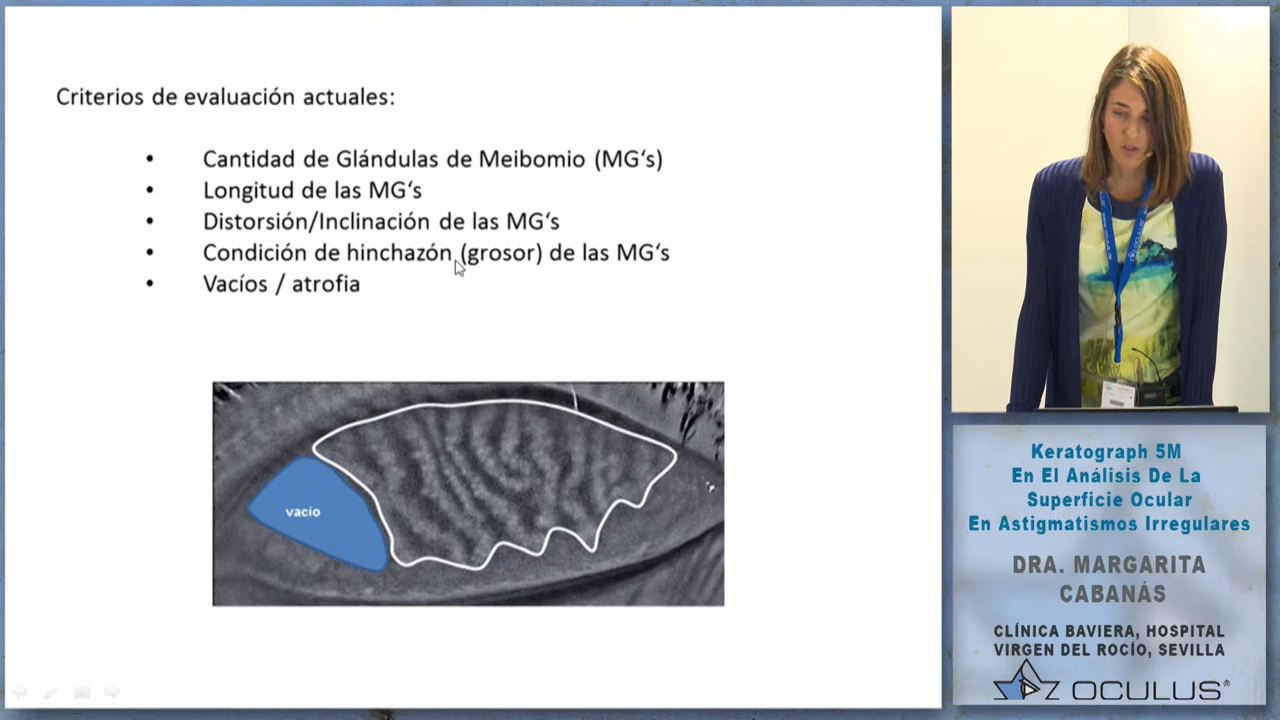 Criterios de evaluación actuales:
• Cantidad de Glándulas de Meibomio (MG‘s)
• Longitud de las MG‘s
• Distorsión/Inclinación de las MG‘s
• Condición de hinchazón (grosor) de las MG‘s
• Vacíos / atrofia
vacío
Keratograph 5M
En El Análisis De La
Superficie Ocular
En Astigmatismos Irregulares
DRA. MARGARITA
CABANÁS
CLÍNICA BAVIERA, HOSPITAL
VIRGEN DEL ROCÍO, SEVILLA
OCULUS®